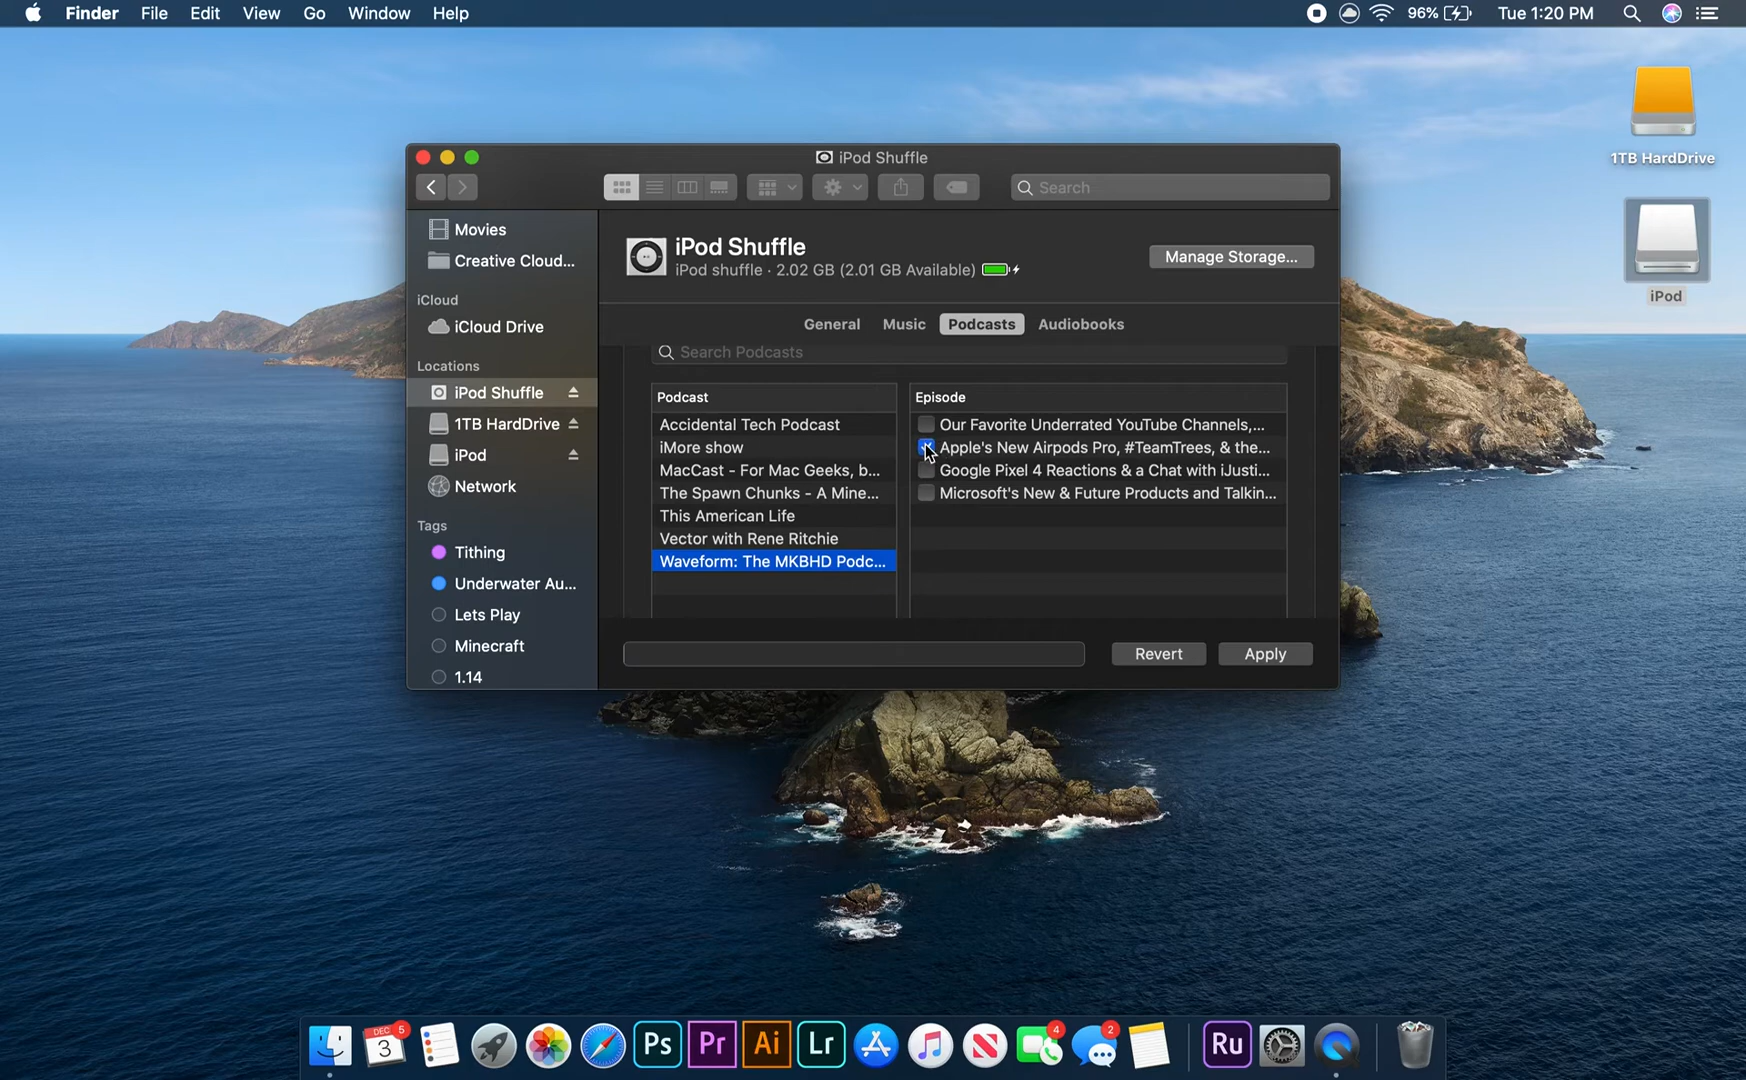 Finder File Edit View Go Window Help 96% Tue 1:20 PM
1TB HardDrive
iPod
iPod Shuffle
Search
Movies
Creative Cloud...
iCloud
iCloud Drive
Locations
iPod Shuffle
1TB HardDrive
iPod
Network
Tags
Tithing
Underwater Au...
Lets Play
Minecraft
1.14
iPod Shuffle
iPod shuffle · 2.02 GB (2.01 GB Available)
Manage Storage...
General Music Podcasts Audiobooks
Search Podcasts
Podcast
Accidental Tech Podcast
iMore show
MacCast - For Mac Geeks, b...
The Spawn Chunks - A Mine...
This American Life
Vector with Rene Ritchie
Waveform: The MKBHD Podc...
Episode
Our Favorite Underrated YouTube Channels,...
Apple's New Airpods Pro, #TeamTrees, & the...
Google Pixel 4 Reactions & a Chat with iJusti...
Microsoft's New & Future Products and Talkin...
Revert Apply
DEC 5
3
Ps Pr Ai Lr 4 2 Ru